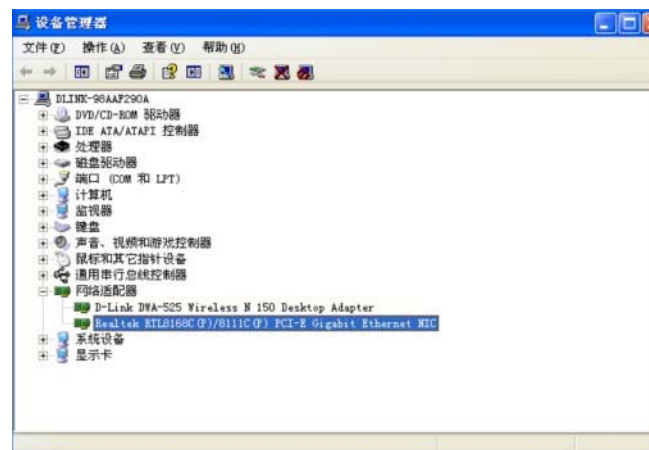 设备管理器
文件(F) 操作(A) 查看(V) 帮助(H)
DLINK-98AAF290A
DVD/CD-ROM 驱动器
IDE ATA/ATAPI 控制器
处理器
磁盘驱动器
端口 (COM 和 LPT)
计算机
监视器
键盘
声音、视频和游戏控制器
鼠标和其它指针设备
通用串行总线控制器
网络适配器
D-Link DWA-525 Wireless N 150 Desktop Adapter
Realtek RTL8168C(P)/8111C(P) PCI-E Gigabit Ethernet NIC
系统设备
显示卡